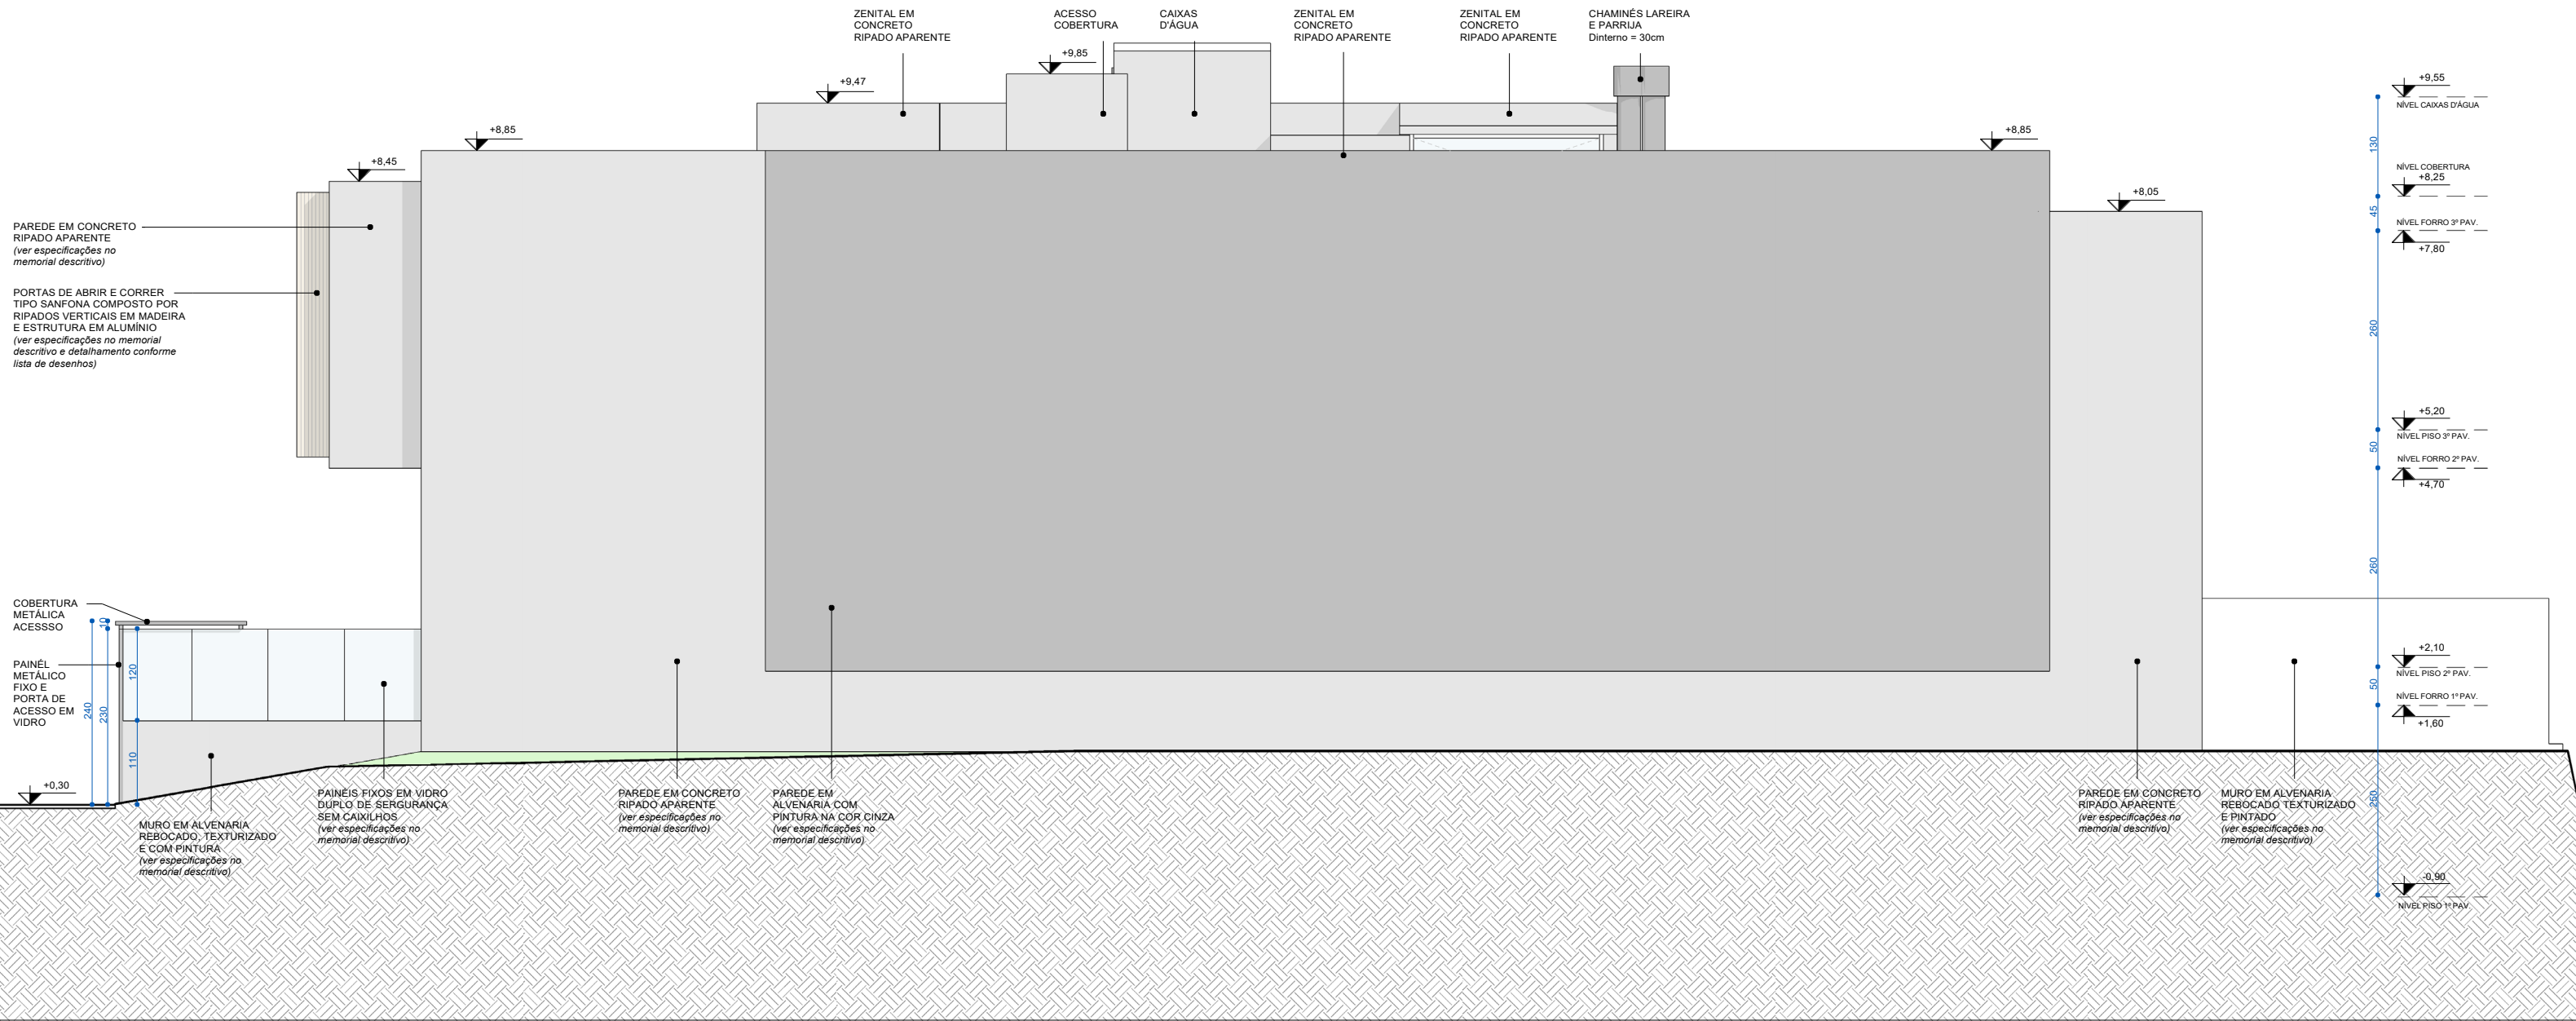 ZENITAL EM
CONCRETO
RIPADO APARENTE
ACESSO
COBERTURA
CAIXAS
D'ÁGUA
ZENITAL EM
CONCRETO
RIPADO APARENTE
ZENITAL EM
CONCRETO
RIPADO APARENTE
CHAMINÉS LAREIRA
E PARRIJA
Dinterno = 30cm
+9,85
+9,47
+8,85
+8,45
+8,85
+8,05
PAREDE EM CONCRETO
RIPADO APARENTE
(ver especificações no
memorial descritivo)
PORTAS DE ABRIR E CORRER
TIPO SANFONA COMPOSTO POR
RIPADOS VERTICAIS EM MADEIRA
E ESTRUTURA EM ALUMÍNIO
(ver especificações no memorial
descritivo e detalhamento conforme
lista de desenhos)
COBERTURA
METÁLICA
ACESSSO
PAINÉL
METÁLICO
FIXO E
PORTA DE
ACESSO EM
VIDRO
240
10
230
120
110
+0,30
MURO EM ALVENARIA
REBOCADO, TEXTURIZADO
E COM PINTURA
(ver especificações no
memorial descritivo)
PAINÉIS FIXOS EM VIDRO
DUPLO DE SERGURANÇA
SEM CAIXILHOS
(ver especificações no
memorial descritivo)
PAREDE EM CONCRETO
RIPADO APARENTE
(ver especificações no
memorial descritivo)
PAREDE EM
ALVENARIA COM
PINTURA NA COR CINZA
(ver especificações no
memorial descritivo)
PAREDE EM CONCRETO
RIPADO APARENTE
(ver especificações no
memorial descritivo)
MURO EM ALVENARIA
REBOCADO TEXTURIZADO
E PINTADO
(ver especificações no
memorial descritivo)
+9,55
NÍVEL CAIXAS D'ÁGUA
130
NÍVEL COBERTURA
+8,25
45
NÍVEL FORRO 3º PAV.
+7,80
260
+5,20
NÍVEL PISO 3º PAV.
50
NÍVEL FORRO 2º PAV.
+4,70
260
+2,10
NÍVEL PISO 2º PAV.
50
NÍVEL FORRO 1º PAV.
+1,60
250
-0,90
NÍVEL PISO 1º PAV.